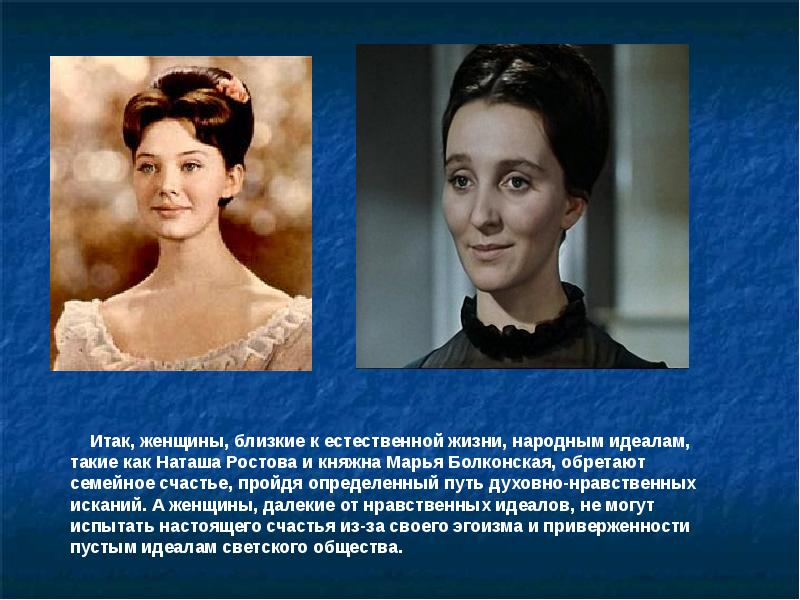 Итак, женщины, близкие к естественной жизни, народным идеалам,
такие как Наташа Ростова и княжна Марья Болконская, обретают
семейное счастье, пройдя определенный путь духовно-нравственных
исканий. А женщины, далекие от нравственных идеалов, не могут
испытать настоящего счастья из-за своего эгоизма и приверженности
пустым идеалам светского общества.